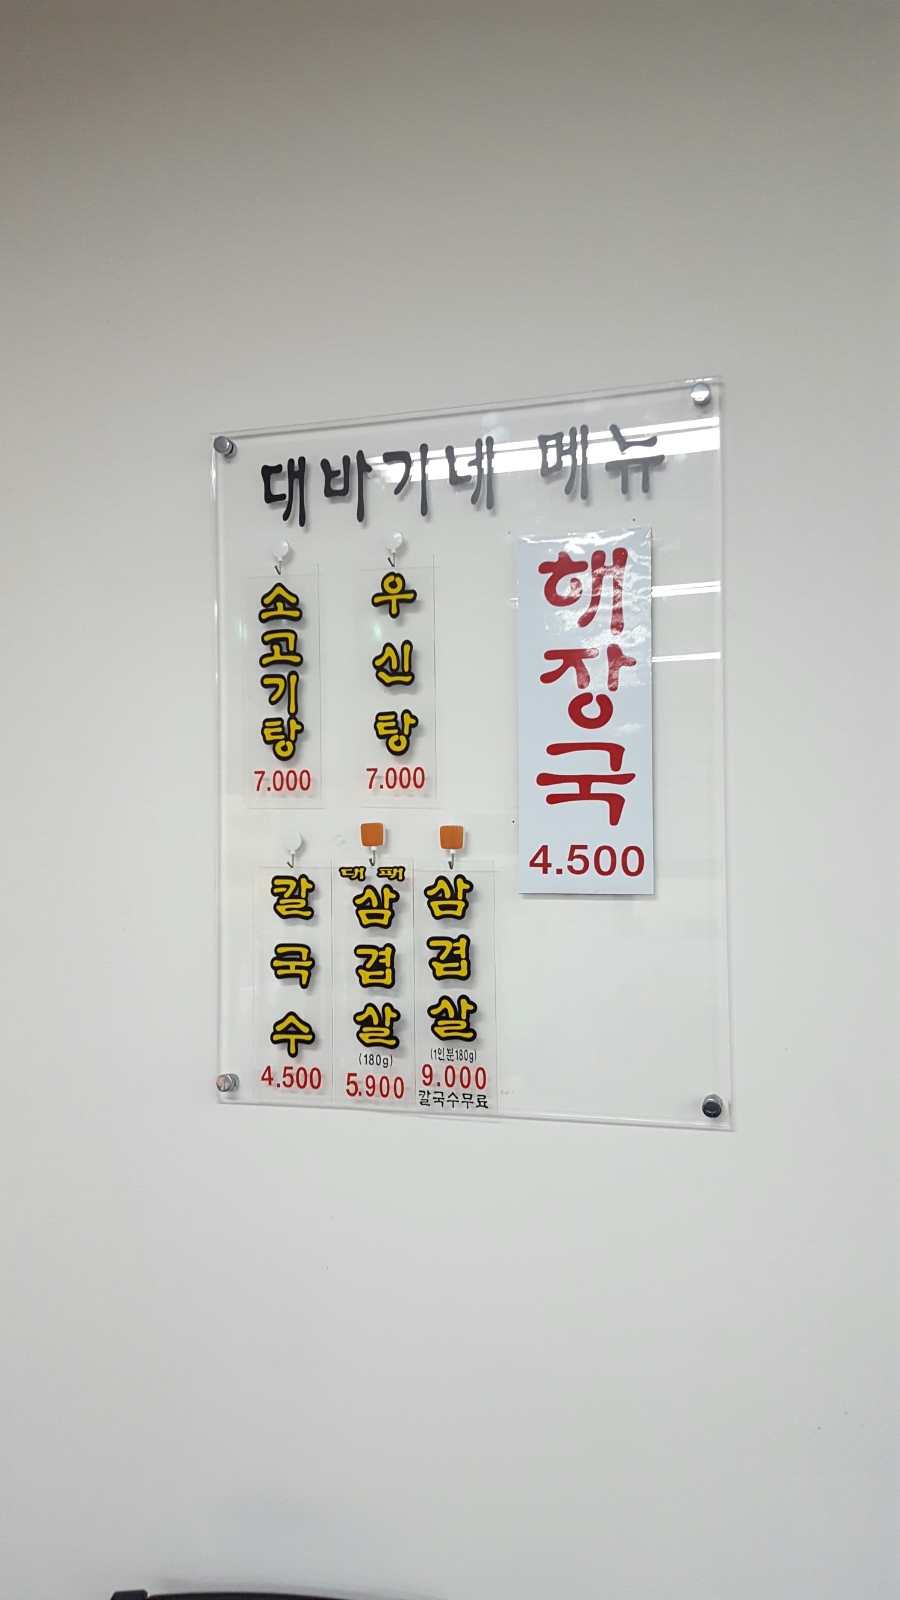 대바기네 메뉴
소고기탕
7.000
우신탕
7.000
해장국
4.500
칼국수
4.500
대패
삼겹살
(180g)
5.900
삼겹살
(1인분180g)
9.000
칼국수무료